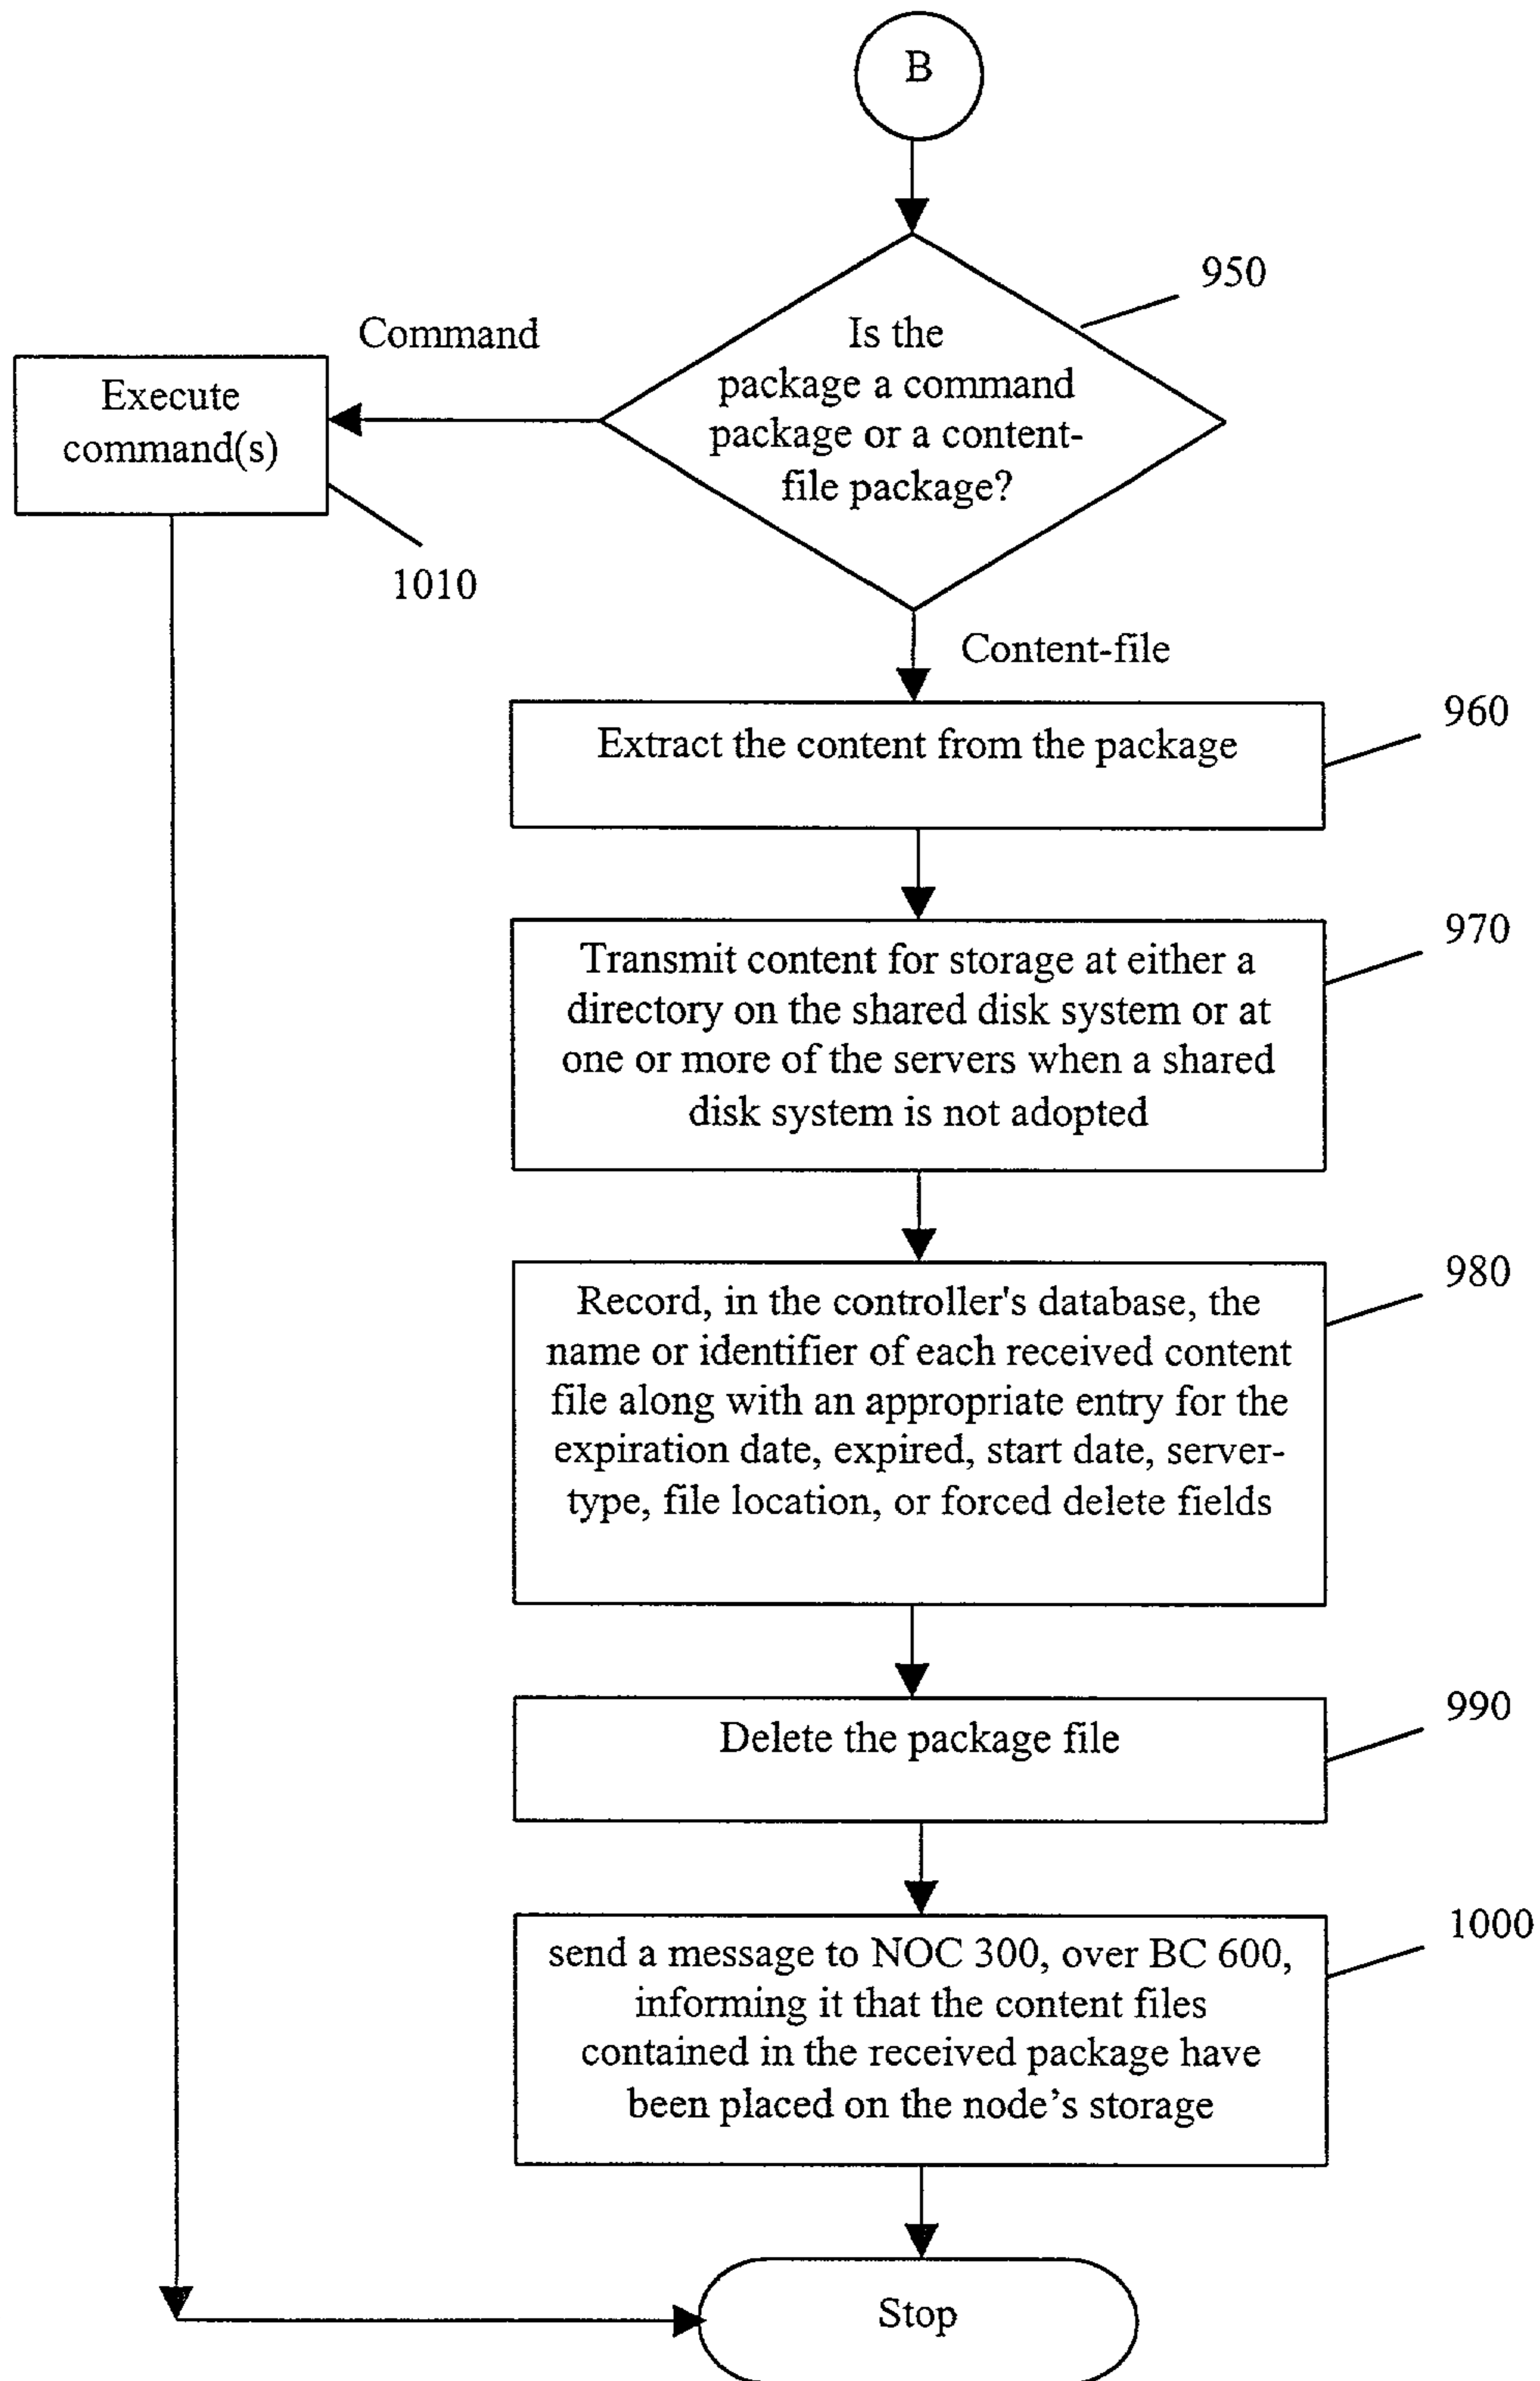 B
950
Is the
package a command
package or a content-
file package?
Command
Execute
command(s)
1010
Content-file
960
Extract the content from the package
970
Transmit content for storage at either a
directory on the shared disk system or at
one or more of the servers when a shared
disk system is not adopted
980
Record, in the controller's database, the
name or identifier of each received content
file along with an appropriate entry for the
expiration date, expired, start date, server-
type, file location, or forced delete fields
990
Delete the package file
1000
send a message to NOC 300, over BC 600,
informing it that the content files
contained in the received package have
been placed on the node’s storage
Stop